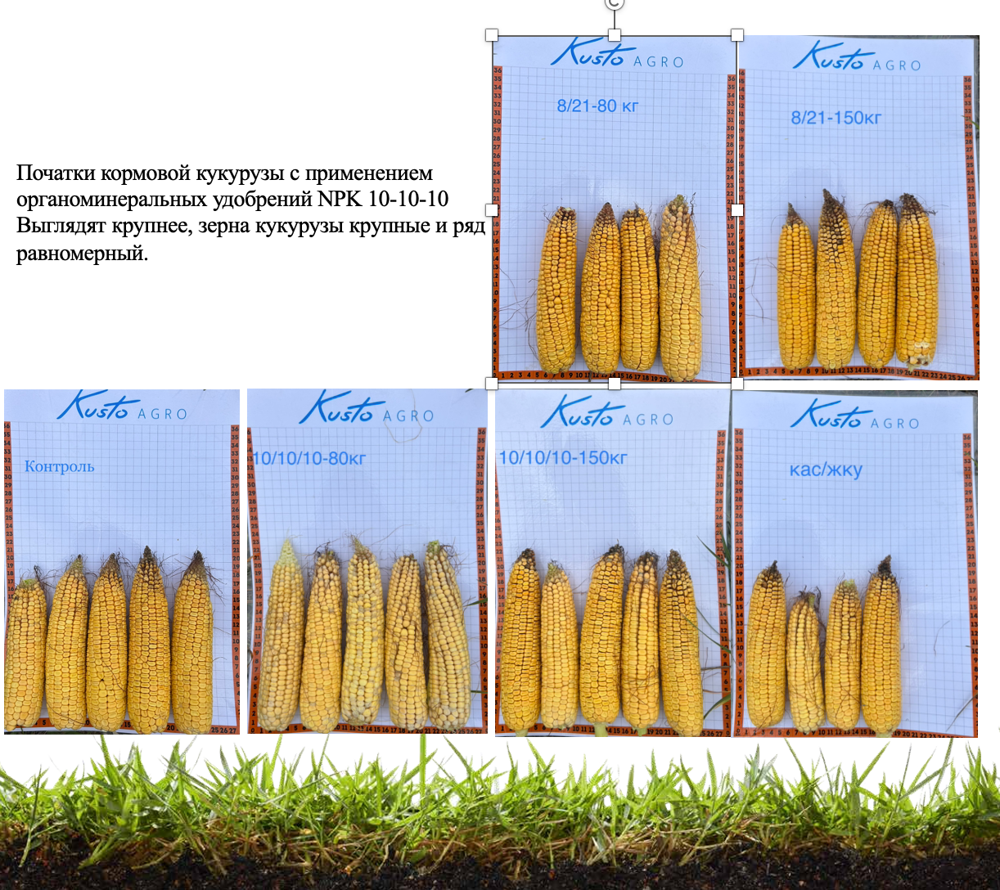 Початки кормовой кукурузы с применением
органоминеральных удобрений NPK 10-10-10
Выглядят крупнее, зерна кукурузы крупные и ряд
равномерный.
Kusto AGRO
8/21-80 кг
Kusto AGRO
8/21-150кг
Kusto AGRO
Контроль
Kusto AGRO
10/10/10-80кг
Kusto AGRO
10/10/10-150кг
Kusto AGRO
кас/жку